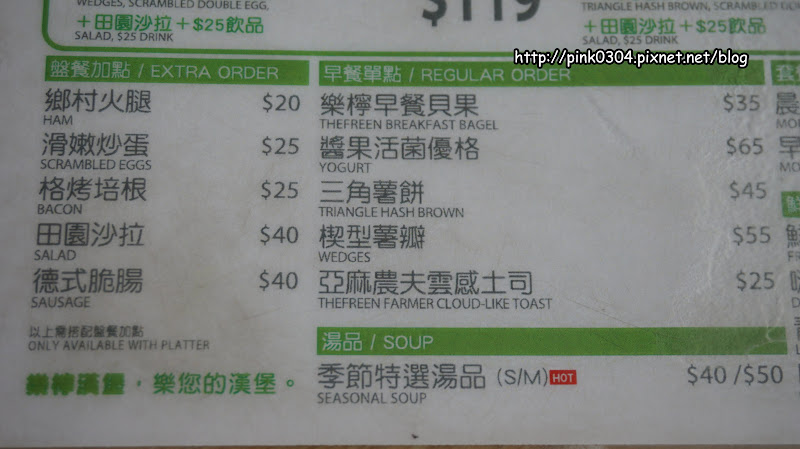 WEDGES, SCRAMBLED DOUBLE EGG,
$119
TRIANGLE HASH BROWN, SCRAMBLED
+田園沙拉+$25飲品
SALAD, $25 DRINK
+田園沙拉+$25飲品
SALAD, $25 DRINK
http://pink0304.pixnet.net/blog
盤餐加點 / EXTRA ORDER
鄉村火腿 $20
HAM
滑嫩炒蛋 $25
SCRAMBLED EGGS
格烤培根 $25
BACON
田園沙拉 $40
SALAD
德式脆腸 $40
SAUSAGE
以上需搭配盤餐加點
ONLY AVAILABLE WITH PLATTER
樂檸漢堡，樂您的漢堡。
早餐單點 / REGULAR ORDER
樂檸早餐貝果 $35
THEFREEN BREAKFAST BAGEL
醬果活菌優格 $65
YOGURT
三角薯餅 $45
TRIANGLE HASH BROWN
楔型薯瓣 $55
WEDGES
亞麻農夫雲感土司 $25
THEFREEN FARMER CLOUD-LIKE TOAST
湯品 / SOUP
季節特選湯品 (S/M) HOT $40 /$50
SEASONAL SOUP